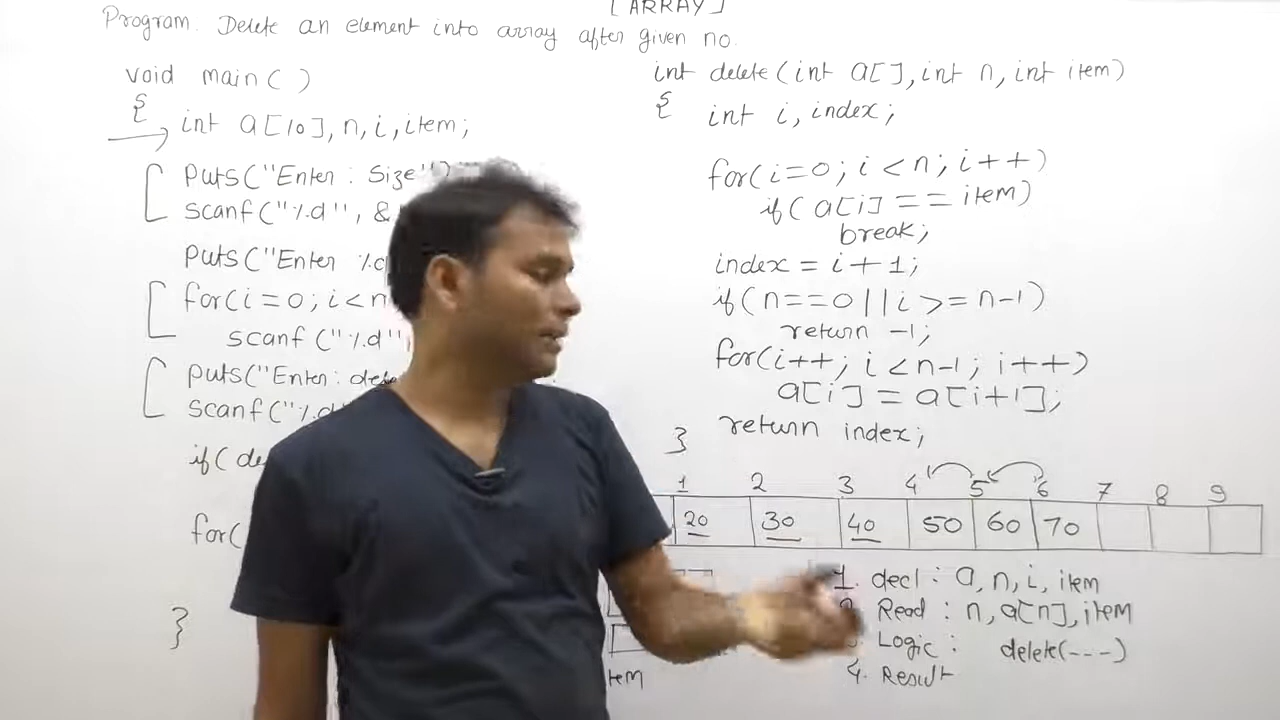 [ARRAY]
Program. Delete an element into array after given no.
void main( )
{
int a[10], n, i, item;
puts("Enter : Size")
scanf("%d", &
puts("Enter
for(i=0; i<n
scanf("%d",
puts("Enter: dele
scanf("%d"
if( de
for(
}
int delete(int a[], int n, int item)
{ int i, index;
for(i=0; i<n; i++)
if( a[i] == item)
break;
index = i+1;
if(n==0||i>=n-1)
return -1;
for(i++; i<n-1; i++)
a[i] = a[i+1];
return index;
}
1 2 3 4 5 6 7 8 9
20 30 40 50 60 70
1. decl : a, n, i, item
Read : n, a[n], item
Logic : delete(---)
4. Result